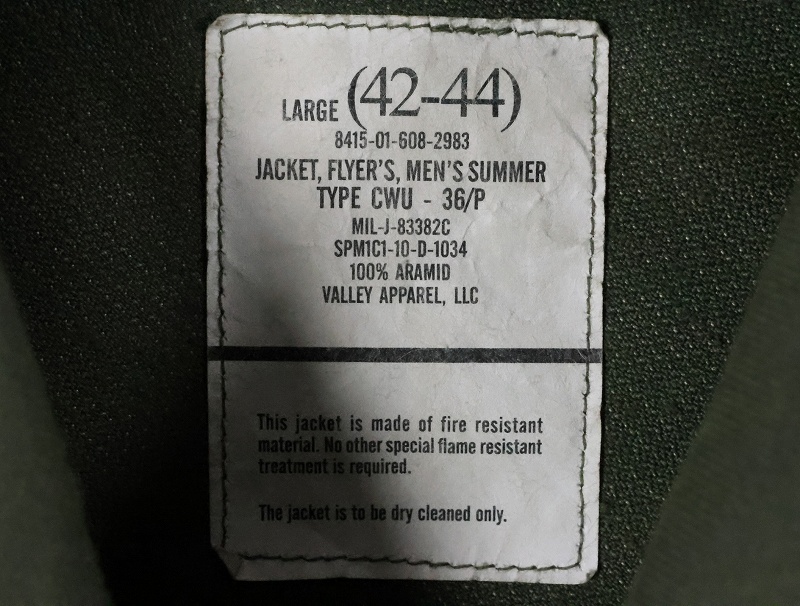 LARGE (42-44)
8415-01-608-2983
JACKET, FLYER'S, MEN'S SUMMER
TYPE CWU - 36/P
MIL-J-83382C
SPM1C1-10-D-1034
100% ARAMID
VALLEY APPAREL, LLC
This jacket is made of fire resistant
material. No other special flame resistant
treatment is required.
The jacket is to be dry cleaned only.